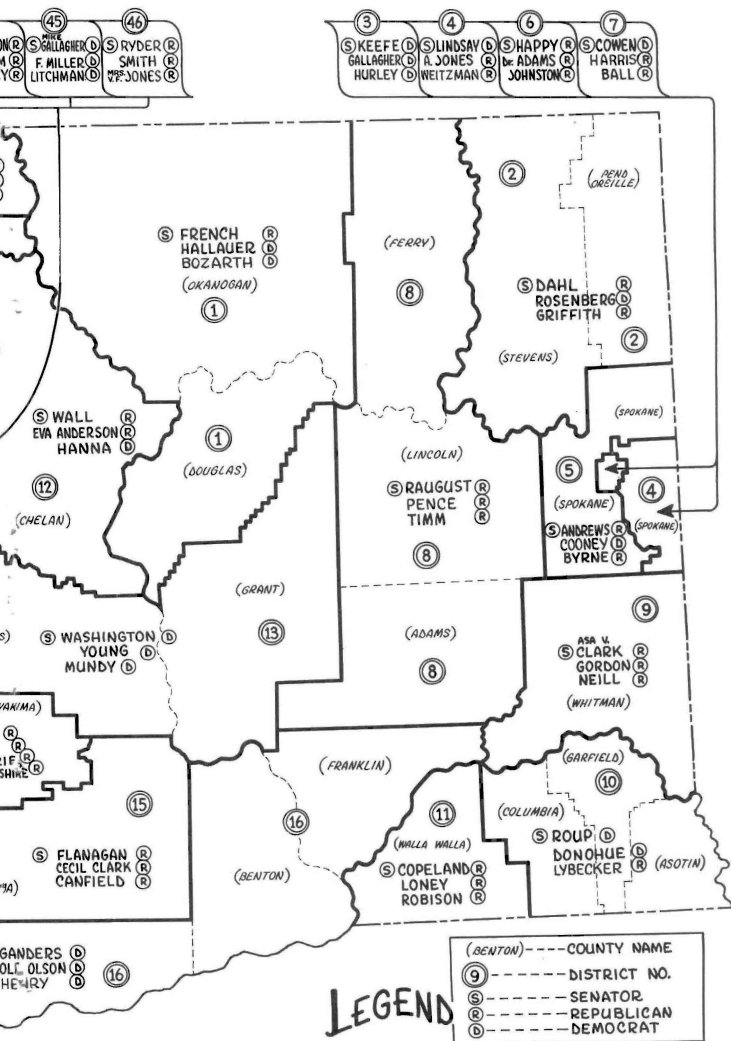 45
46
3
4
6
7
MIKE
Ⓢ GALLAGHER Ⓓ
F. MILLER Ⓓ
LITCHMAN Ⓓ
Ⓢ RYDER Ⓡ
SMITH Ⓡ
MRS. V.E. JONES Ⓡ
Ⓢ KEEFE Ⓓ
GALLAGHER Ⓓ
HURLEY Ⓓ
Ⓢ LINDSAY Ⓓ
A. JONES Ⓡ
WEITZMAN Ⓡ
Ⓢ HAPPY Ⓡ
Dr. ADAMS Ⓡ
JOHNSTON Ⓡ
Ⓢ COWEN Ⓓ
HARRIS Ⓡ
BALL Ⓡ
2
(PEND OREILLE)
Ⓢ FRENCH Ⓡ
HALLAUER Ⓓ
BOZARTH Ⓓ
(OKANOGAN)
1
(FERRY)
8
Ⓢ DAHL Ⓡ
ROSENBERG Ⓓ
GRIFFITH Ⓡ
2
(STEVENS)
Ⓢ WALL Ⓡ
EVA ANDERSON Ⓡ
HANNA Ⓓ
12
(CHELAN)
1
(DOUGLAS)
(LINCOLN)
Ⓢ RAUGUST Ⓡ
PENCE Ⓡ
TIMM Ⓡ
8
(SPOKANE)
5
(SPOKANE)
4
(SPOKANE)
Ⓢ ANDREWS Ⓡ
COONEY Ⓓ
BYRNE Ⓡ
(GRANT)
13
(ADAMS)
8
9
ASA V.
Ⓢ CLARK Ⓡ
GORDON Ⓡ
NEILL Ⓡ
(WHITMAN)
Ⓢ WASHINGTON Ⓓ
YOUNG Ⓓ
MUNDY Ⓓ
(FRANKLIN)
16
(BENTON)
15
Ⓢ FLANAGAN Ⓡ
CECIL CLARK Ⓡ
CANFIELD Ⓡ
11
(WALLA WALLA)
Ⓢ COPELAND Ⓡ
LONEY Ⓡ
ROBISON Ⓡ
(GARFIELD)
10
(COLUMBIA)
Ⓢ ROUP Ⓓ
DONOHUE Ⓓ
LYBECKER Ⓡ
(ASOTIN)
GANDERS Ⓓ
OLSON Ⓓ
HENRY Ⓓ
16
LEGEND
(BENTON) ---- COUNTY NAME
9 ------ DISTRICT NO.
Ⓢ ------ SENATOR
Ⓡ ------ REPUBLICAN
Ⓓ ------ DEMOCRAT